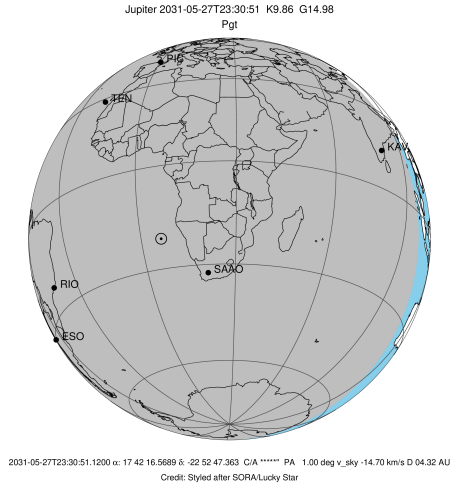 Jupiter 2031-05-27T23:30:51 K9.86 G14.98
Pgt
PIC
TEN
KAV
SAAO
RIO
ESO
2031-05-27T23:30:51.1200 α: 17 42 16.5689 δ: -22 52 47.363 C/A *****" PA 1.00 deg v_sky -14.70 km/s D 04.32 AU
Credit: Styled after SORA/Lucky Star